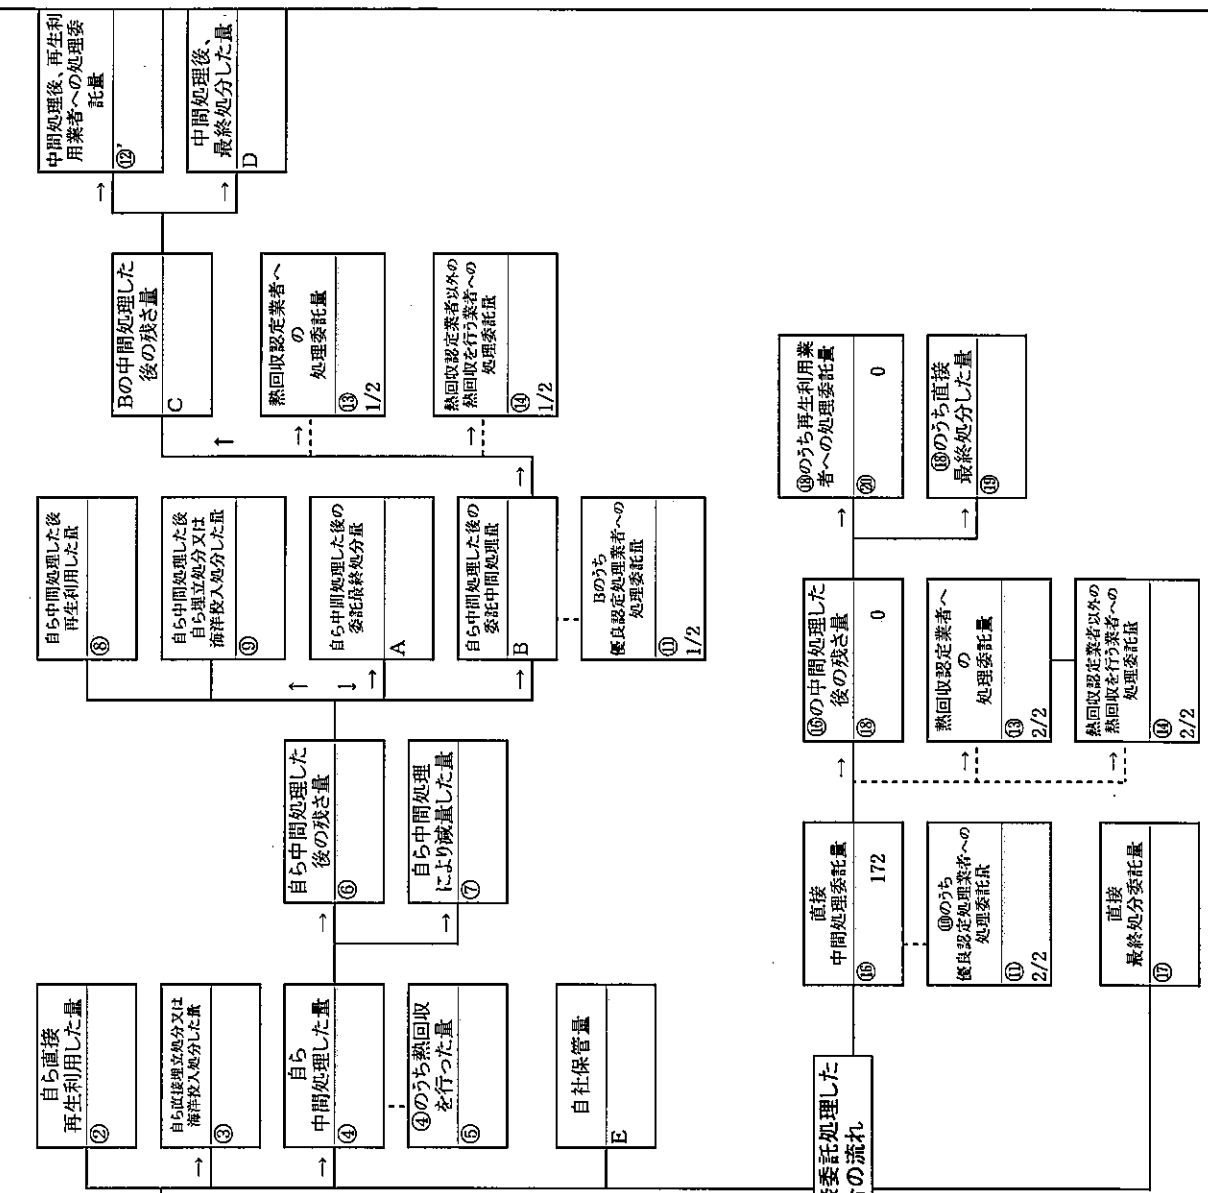 自ら直接
再生利用した量
②
自ら直接埋立処分又は
海洋投入処分した量
③
自ら
中間処理した量
④
④のうち熱回収
を行った量
⑤
自社保管量
E
自ら中間処理した
後の残さ量
⑥
自ら中間処理
により減量した量
⑦
自ら中間処理した後
再生利用した量
⑧
自ら中間処理した後
自ら埋立処分又は
海洋投入処分した量
⑨
自ら中間処理した後の
委託最終処分量
A
自ら中間処理した後の
委託中間処理量
B
Bのうち
優良認定処理業者への
処理委託量
⑪
1/2
Bの中間処理した
後の残さ量
C
熱回収認定業者へ
の
処理委託量
⑬
1/2
熱回収認定業者以外の
熱回収を行う業者への
処理委託量
⑭
1/2
中間処理後、再生利
用業者への処理委
託量
⑫'
中間処理後、
最終処分した量
D
委託処理した
の流れ
直接
中間処理委託量
⑯ 172
⑯のうち
優良認定処理業者への
処理委託量
⑪
2/2
直接
最終処分委託量
⑰
⑯の中間処理した
後の残さ量
⑱ 0
熱回収認定業者へ
の
処理委託量
⑬
2/2
熱回収認定業者以外の
熱回収を行う業者への
処理委託量
⑭
2/2
⑱のうち再生利用業
者への処理委託量
⑳ 0
⑱のうち直接
最終処分した量
⑲